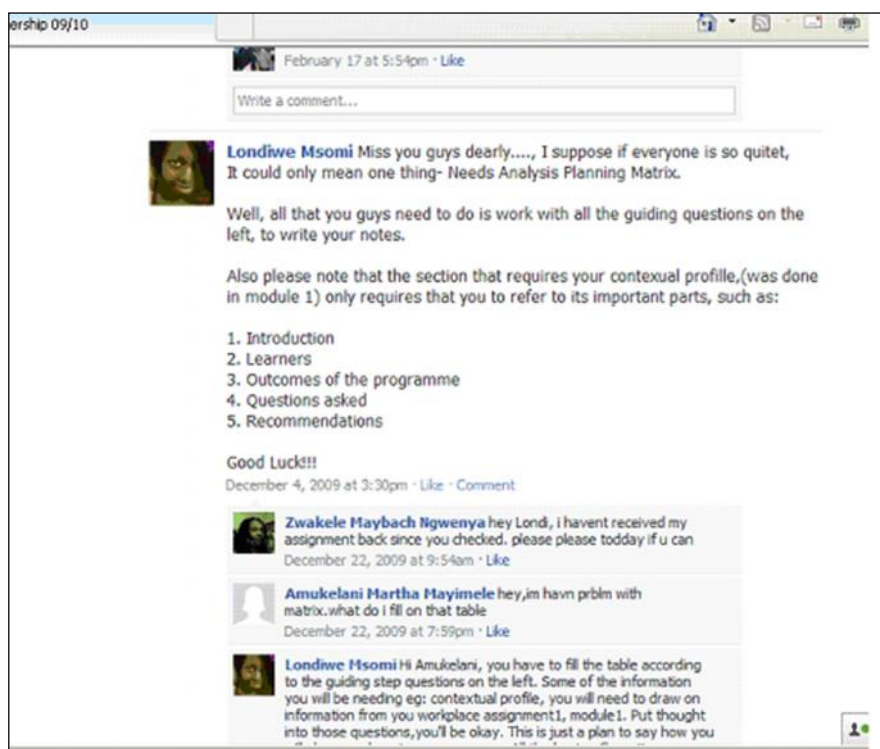 ership 09/10
February 17 at 5:54pm · Like
Write a comment...
Londiwe Msomi Miss you guys dearly...., I suppose if everyone is so quitet,
It could only mean one thing- Needs Analysis Planning Matrix.
Well, all that you guys need to do is work with all the guiding questions on the
left, to write your notes.
Also please note that the section that requires your contexual profille,(was done
in module 1) only requires that you to refer to its important parts, such as:
1. Introduction
2. Learners
3. Outcomes of the programme
4. Questions asked
5. Recommendations
Good Luck!!!
December 4, 2009 at 3:30pm · Like · Comment
Zwakele Maybach Ngwenya hey Londi, i havent received my
assignment back since you checked. please please todday if u can
December 22, 2009 at 9:54am · Like
Amukelani Martha Mayimele hey,im havn prblm with
matrix.what do i fill on that table
December 22, 2009 at 7:59pm · Like
Londiwe Msomi Hi Amukelani, you have to fill the table according
to the guiding step questions on the left. Some of the information
you will be needing eg: contextual profile, you will need to draw on
information from you workplace assignment1, module1. Put thought
into those questions,you'll be okay. This is just a plan to say how you